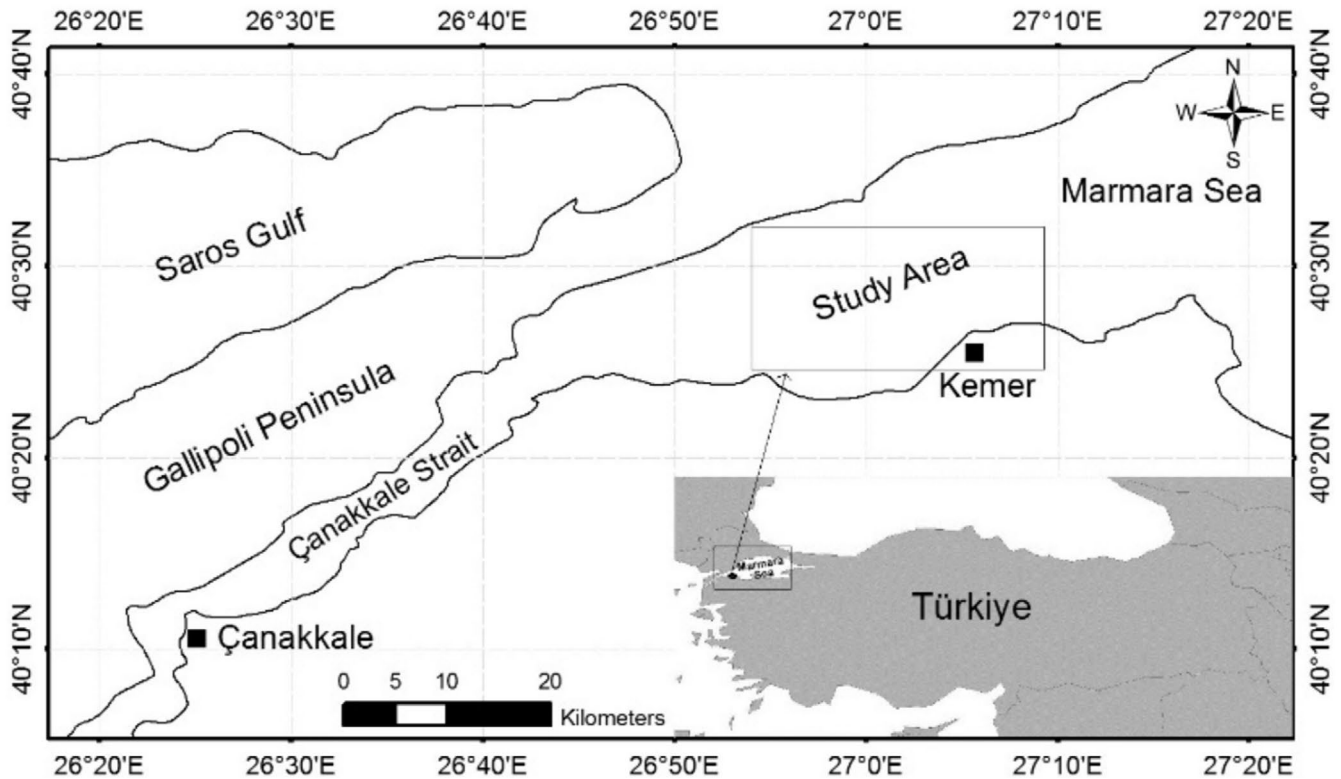 26°20'E 26°30'E 26°40'E 26°50'E 27°0'E 27°10'E 27°20'E
40°40'N
40°40'N
N
W E
S
Marmara Sea
Saros Gulf
40°30'N
40°30'N
Study Area
Gallipoli Peninsula
Kemer
40°20'N
40°20'N
Çanakkale Strait
Marmara
Sea
Türkiye
Çanakkale
40°10'N
40°10'N
0 5 10 20
Kilometers
26°20'E 26°30'E 26°40'E 26°50'E 27°0'E 27°10'E 27°20'E